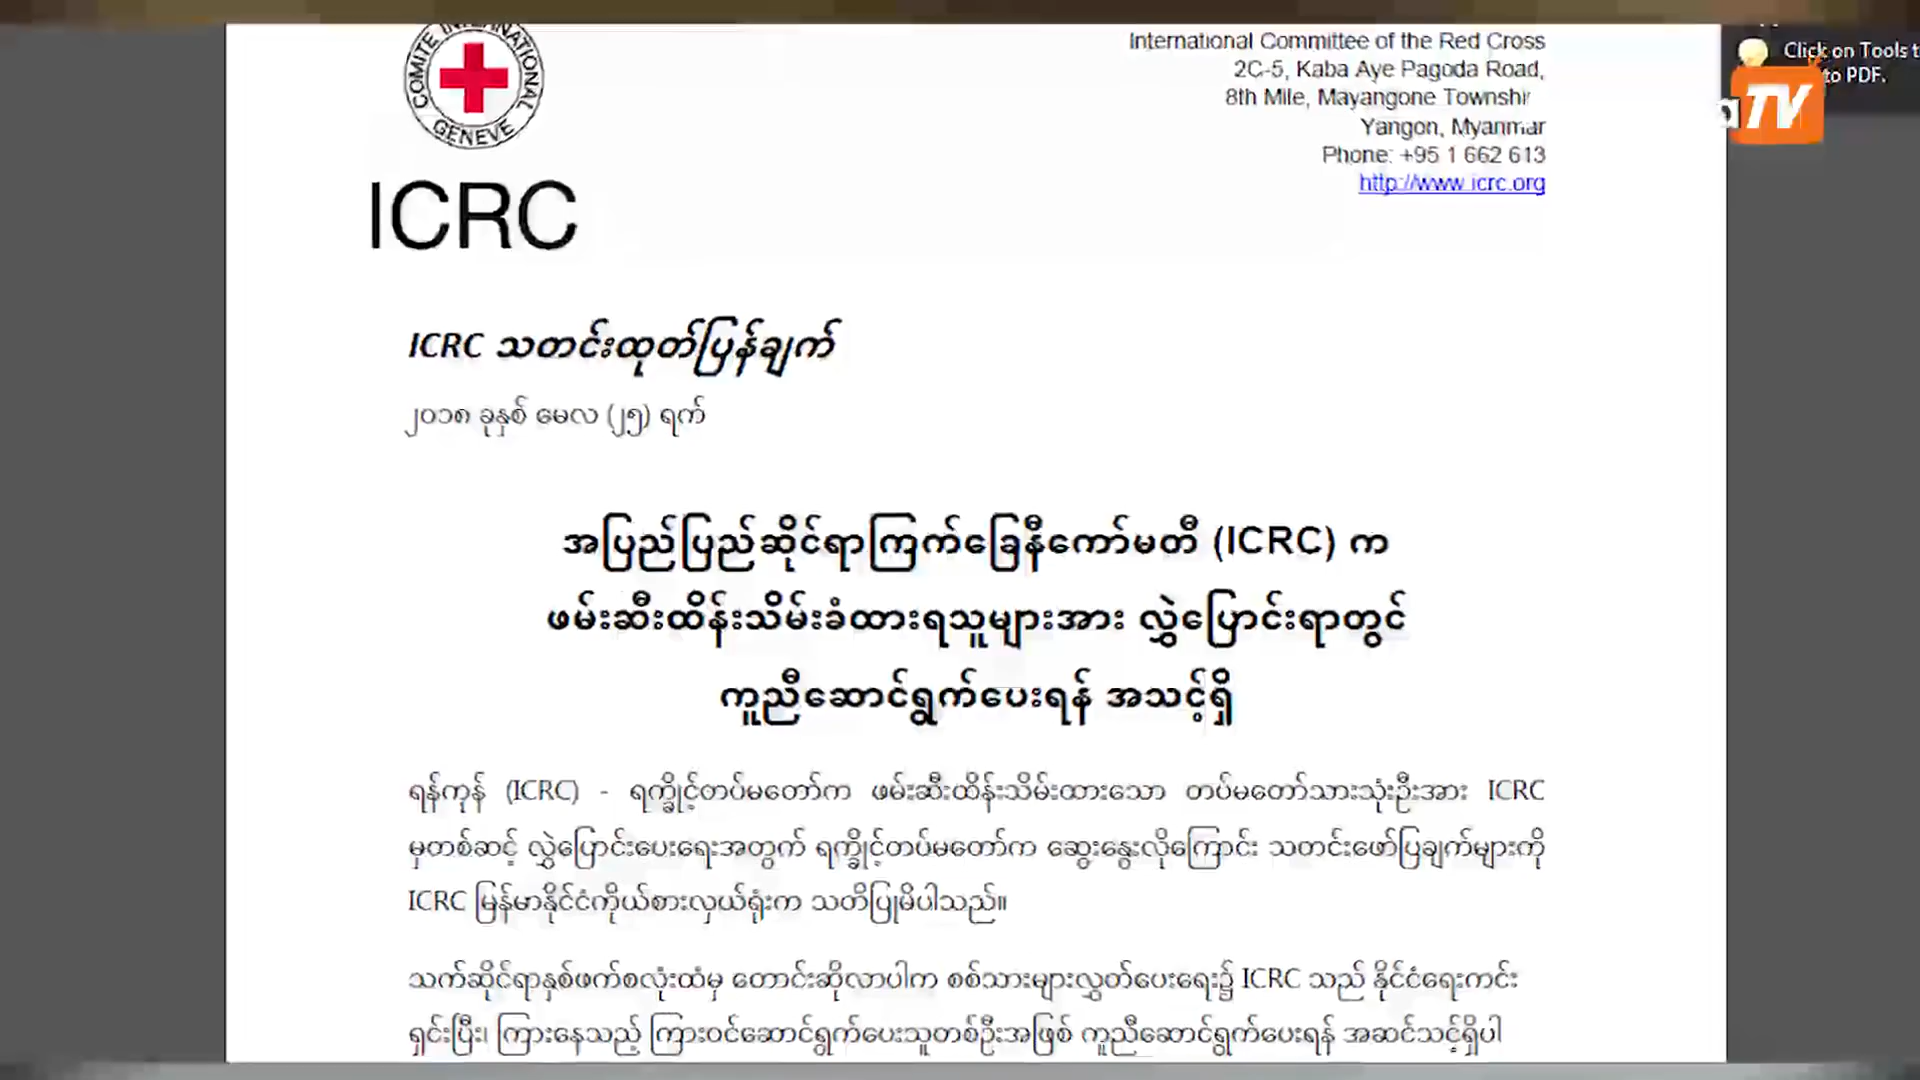 COMITE INTERNATIONAL
GENEVE
ICRC
International Committee of the Red Cross
2C-5, Kaba Aye Pagoda Road,
8th Mile, Mayangone
Yangon, Myanmar
Phone: +95 1 662 613
http://www.icrc.org
Click on Tools
to PDF.
TV
ICRC သတင်းထုတ်ပြန်ချက်
၂၀၁၈ ခုနှစ် မေလ (၂၅) ရက်
အပြည်ပြည်ဆိုင်ရာကြက်ခြေနီကော်မတီ (ICRC) က
ဖမ်းဆီးထိန်းသိမ်းခံထားရသူများအား လွှဲပြောင်းရာတွင်
ကူညီဆောင်ရွက်ပေးရန် အသင့်ရှိ
ရန်ကုန် (ICRC) - ရက္ခိုင့်တပ်မတော်က ဖမ်းဆီးထိန်းသိမ်းထားသော တပ်မတော်သားသုံးဦးအား ICRC
မှတစ်ဆင့် လွှဲပြောင်းပေးရေးအတွက် ရက္ခိုင့်တပ်မတော်က ဆွေးနွေးလိုကြောင်း သတင်းဖော်ပြချက်များကို
ICRC မြန်မာနိုင်ငံကိုယ်စားလှယ်ရုံးက သတိပြုမိပါသည်။
သက်ဆိုင်ရာနှစ်ဖက်စလုံးထံမှ တောင်းဆိုလာပါက စစ်သားများလွှတ်ပေးရေး၌ ICRC သည် နိုင်ငံရေးကင်း
ရှင်းပြီး၊ ကြားနေသည့် ကြားဝင်ဆောင်ရွက်ပေးသူတစ်ဦးအဖြစ် ကူညီဆောင်ရွက်ပေးရန် အဆင်သင့်ရှိပါ